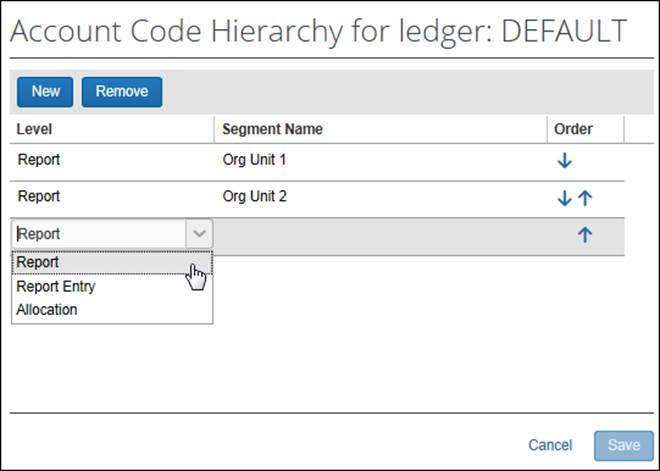 Account Code Hierarchy for ledger: DEFAULT
New Remove
Level Segment Name Order
Report Org Unit 1
Report Org Unit 2
Report
Report
Report Entry
Allocation
Cancel Save